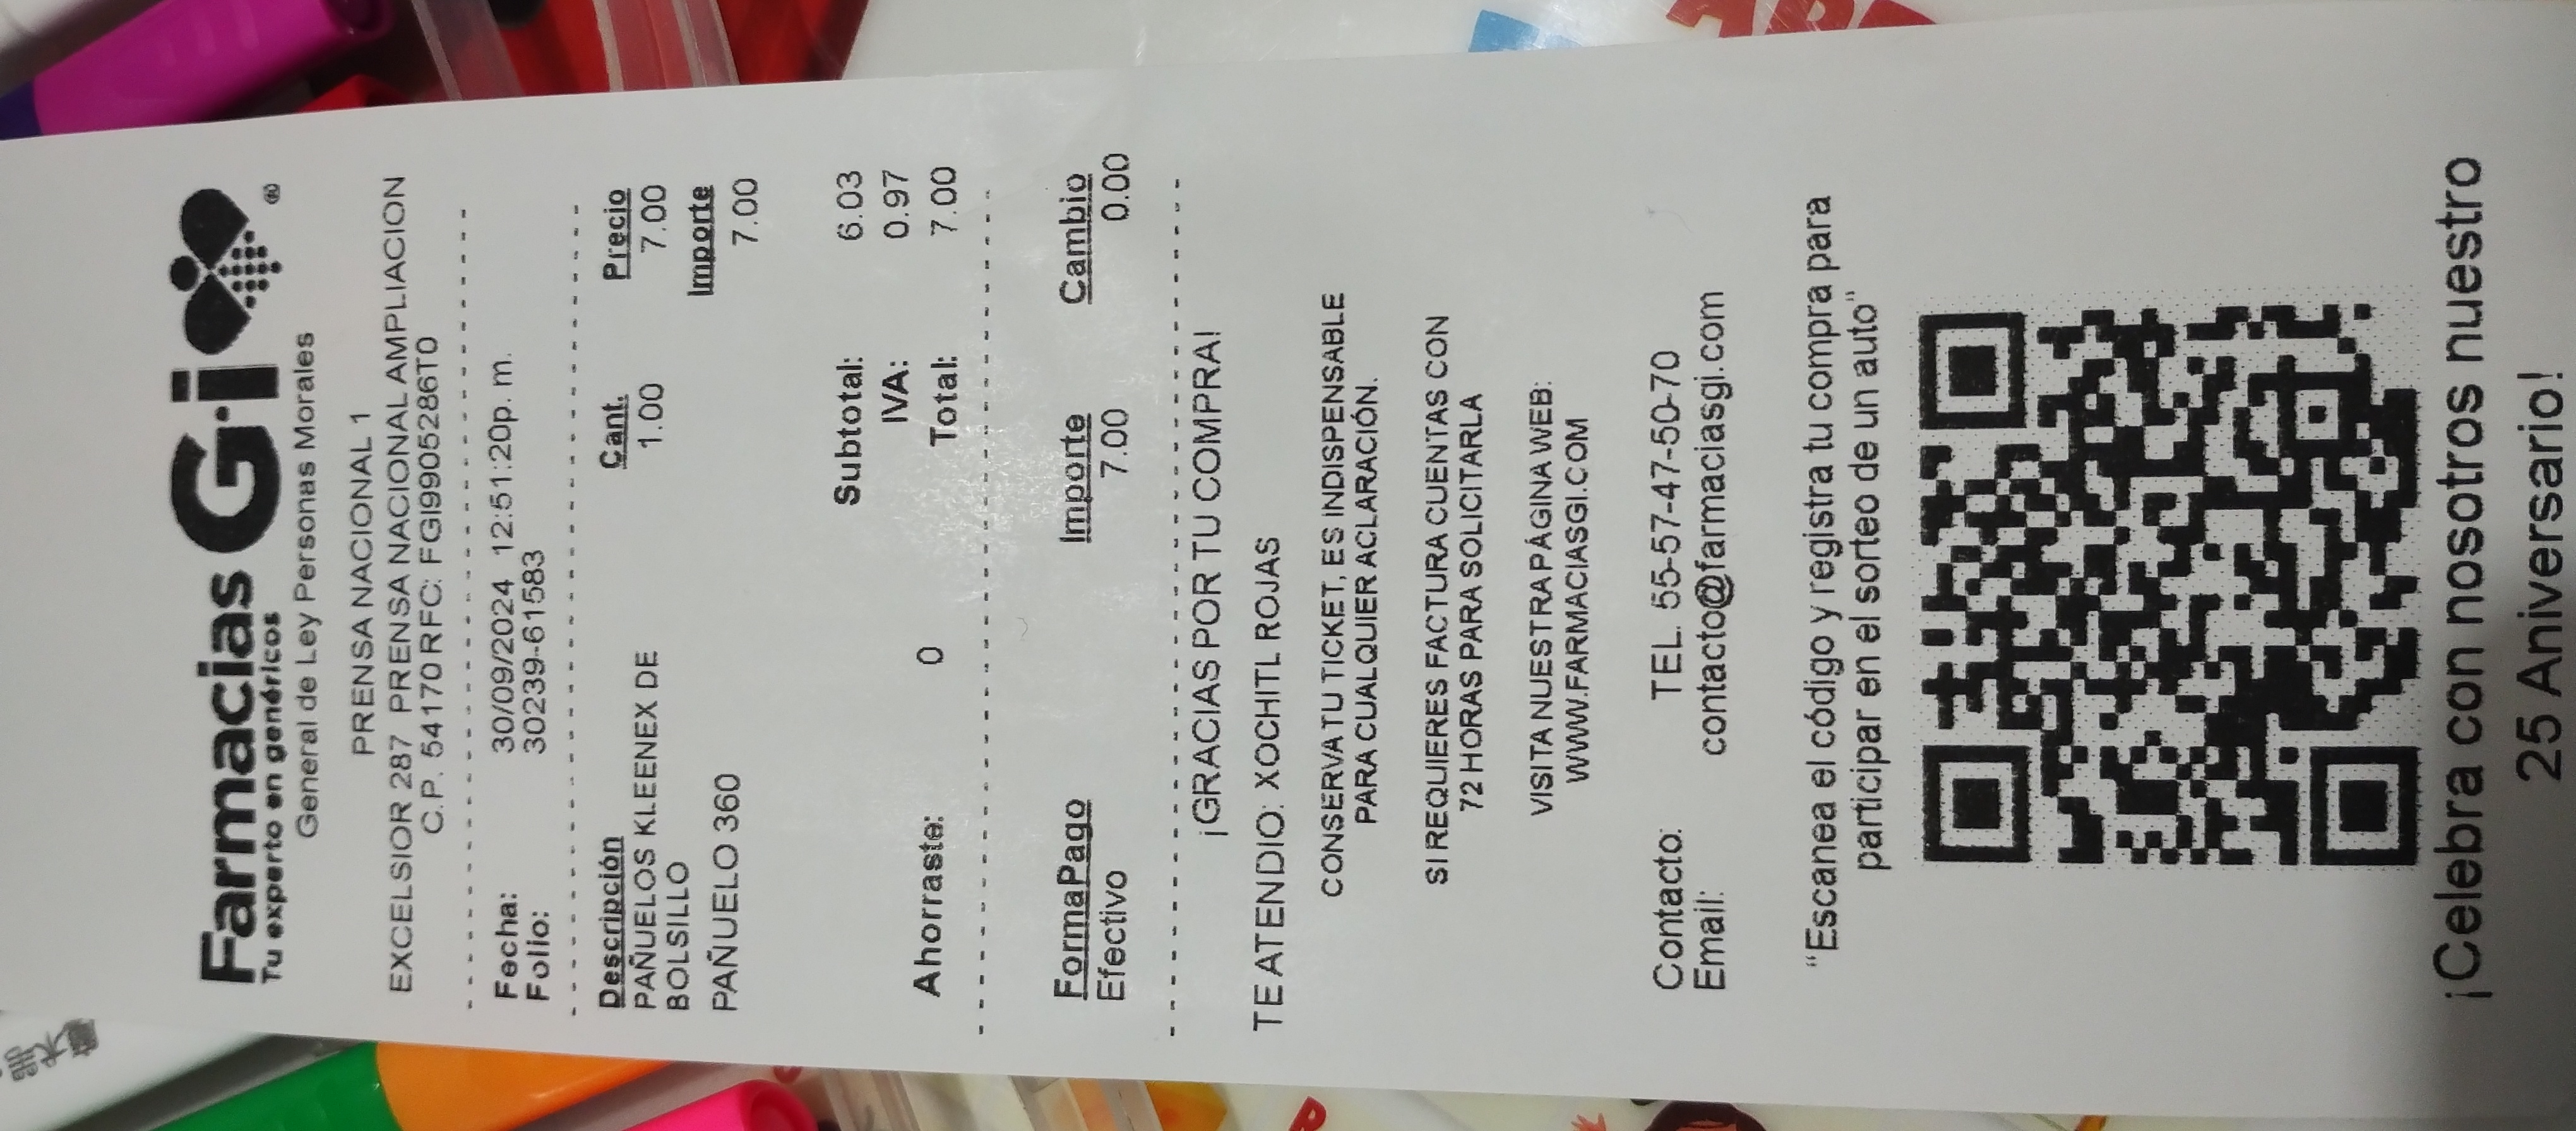 Farmacias G·i ®
Tu experto en genéricos
General de Ley Personas Morales
PRENSA NACIONAL 1
EXCELSIOR 287 PRENSA NACIONAL AMPLIACION
C.P. 54170 RFC: FGI9905286T0
Fecha: 30/09/2024 12:51:20p. m.
Folio: 30239-61583
Descripción Cant. Precio
PAÑUELOS KLEENEX DE 1.00 7.00
BOLSILLO Importe
PAÑUELO 360 7.00
Subtotal: 6.03
IVA: 0.97
Ahorraste: 0 Total: 7.00
FormaPago Importe Cambio
Efectivo 7.00 0.00
¡GRACIAS POR TU COMPRA!
TE ATENDIO: XOCHITL ROJAS
CONSERVA TU TICKET, ES INDISPENSABLE
PARA CUALQUIER ACLARACIÓN.
SI REQUIERES FACTURA CUENTAS CON
72 HORAS PARA SOLICITARLA
VISITA NUESTRA PÁGINA WEB:
WWW.FARMACIASGI.COM
Contacto: TEL. 55-57-47-50-70
Email: contacto@farmaciasgi.com
"Escanea el código y registra tu compra para
participar en el sorteo de un auto"
¡Celebra con nosotros nuestro
25 Aniversario!